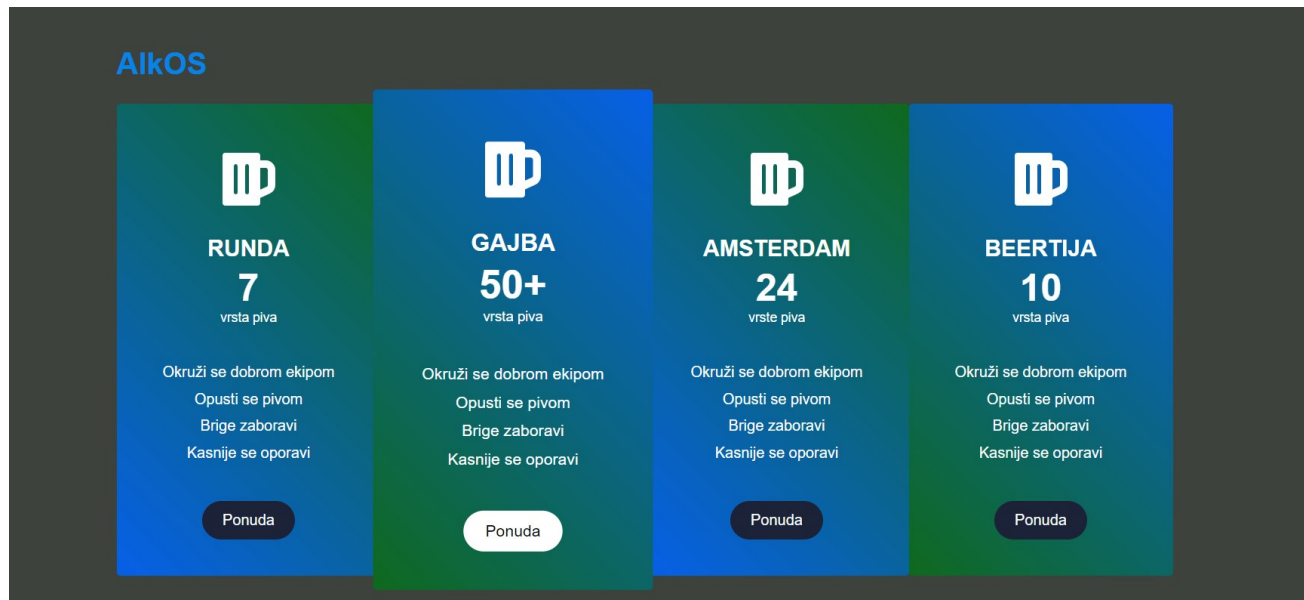 AlkOS
RUNDA
7
vrsta piva
Okruži se dobrom ekipom
Opusti se pivom
Brige zaboravi
Kasnije se oporavi
Ponuda
GAJBA
50+
vrsta piva
Okruži se dobrom ekipom
Opusti se pivom
Brige zaboravi
Kasnije se oporavi
Ponuda
AMSTERDAM
24
vrste piva
Okruži se dobrom ekipom
Opusti se pivom
Brige zaboravi
Kasnije se oporavi
Ponuda
BEERTIJA
10
vrsta piva
Okruži se dobrom ekipom
Opusti se pivom
Brige zaboravi
Kasnije se oporavi
Ponuda